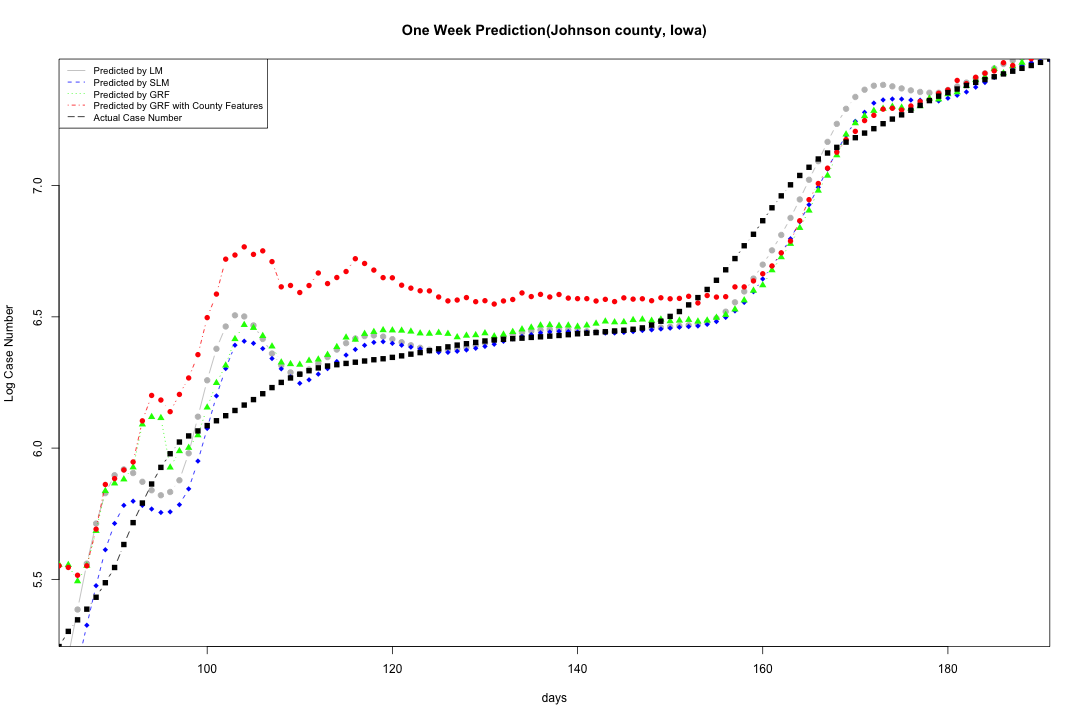 One Week Prediction(Johnson county, Iowa)
Predicted by LM
Predicted by SLM
Predicted by GRF
Predicted by GRF with County Features
Actual Case Number
Log Case Number
7.0
6.5
6.0
5.5
100
120
140
160
180
days